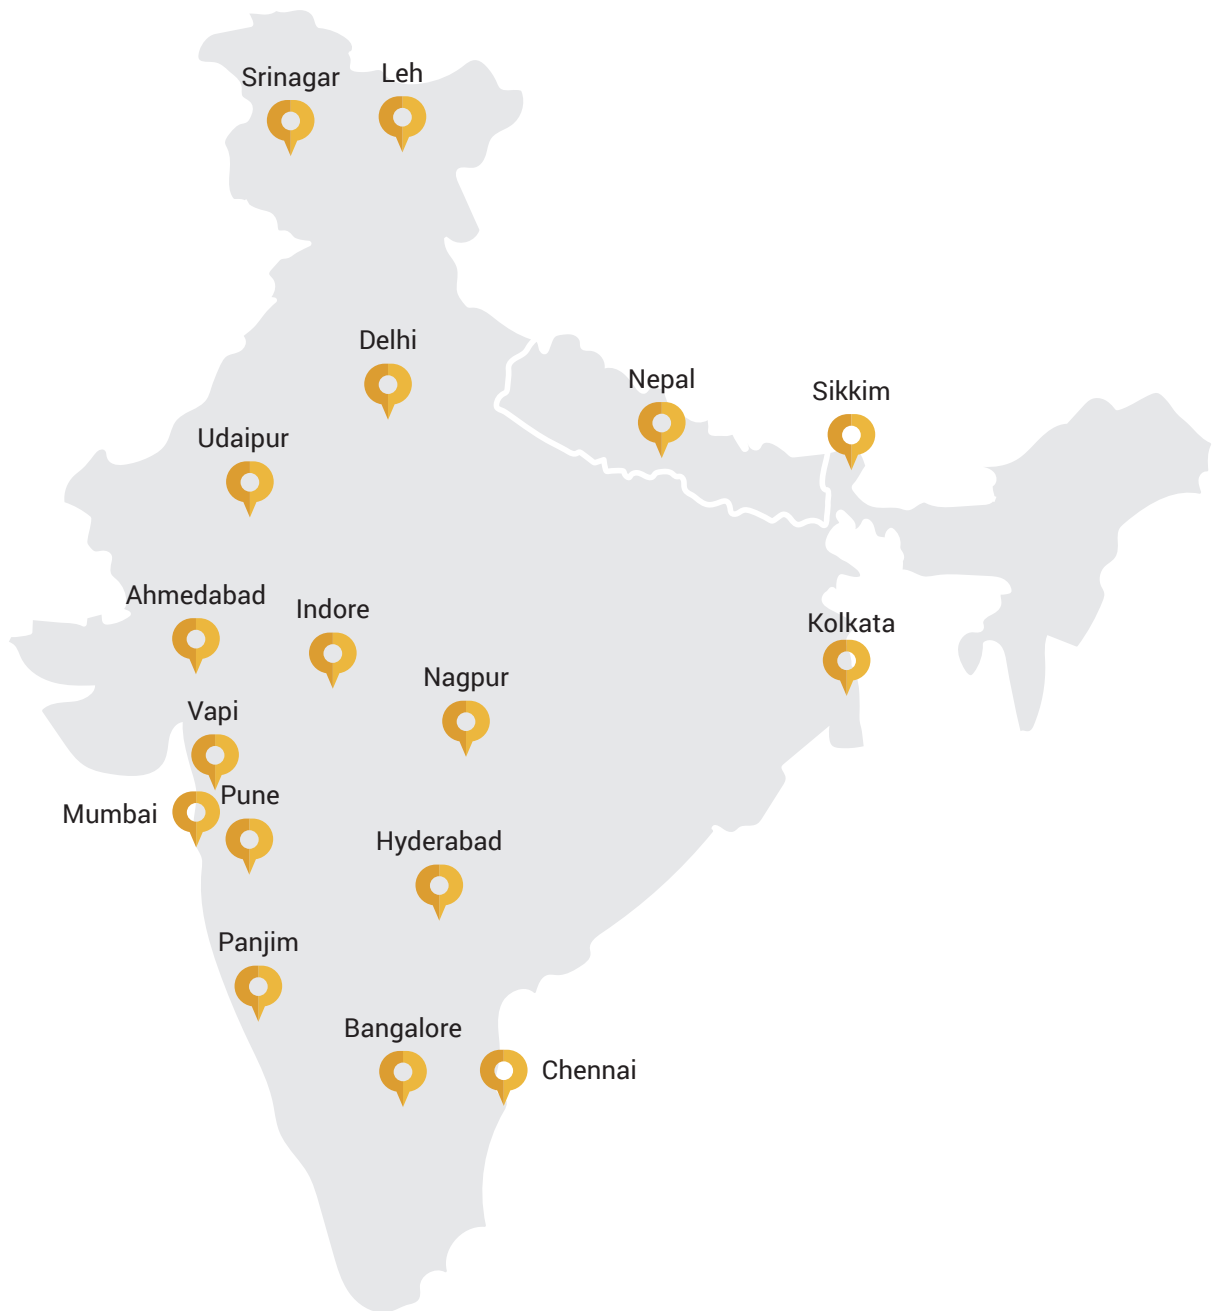 Srinagar
Leh
Delhi
Nepal
Sikkim
Udaipur
Ahmedabad
Indore
Kolkata
Nagpur
Vapi
Pune
Mumbai
Hyderabad
Panjim
Bangalore
Chennai